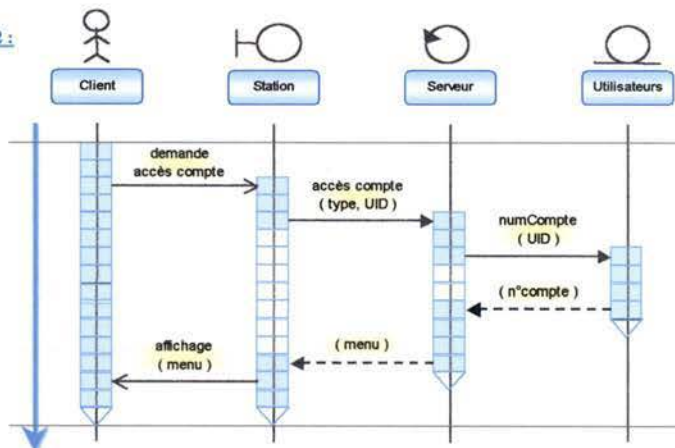 Client
Station
Serveur
Utilisateurs
demande
accès compte
accès compte
( type, UID )
numCompte
( UID )
( n°compte )
( menu )
affichage
( menu )